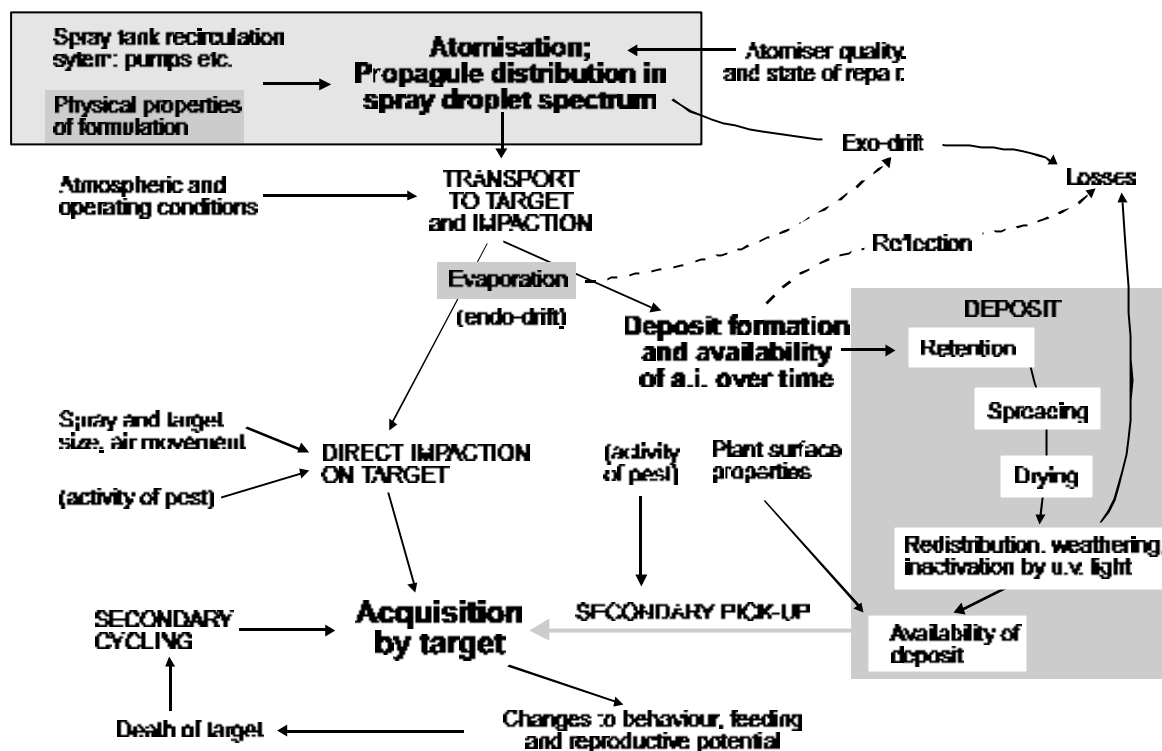 Spray tank recirculation
sytem: pumps etc.
Physical properties
of formulation
Atomisation;
Propagule distribution in
spray droplet spectrum
Atomiser quality.
and state of repair.
Exo-drift
Losses
Atmospheric and
operating conditions
TRANSPORT
TO TARGET
and IMPACTION
Reflection
Evaporation
(endo-drift)
Deposit formation
and availability
of a.i. over time
DEPOSIT
Retention
Spreading
Drying
Redistribution, weathering,
inactivation by u.v. light
Availability of
deposit
Spray and target
size, air movement
(activity of pest)
DIRECT IMPACTION
ON TARGET
(activity
of pest)
Plant surface
properties
SECONDARY
CYCLING
Acquisition
by target
SECONDARY PICK-UP
Death of target
Changes to behaviour, feeding
and reproductive potential